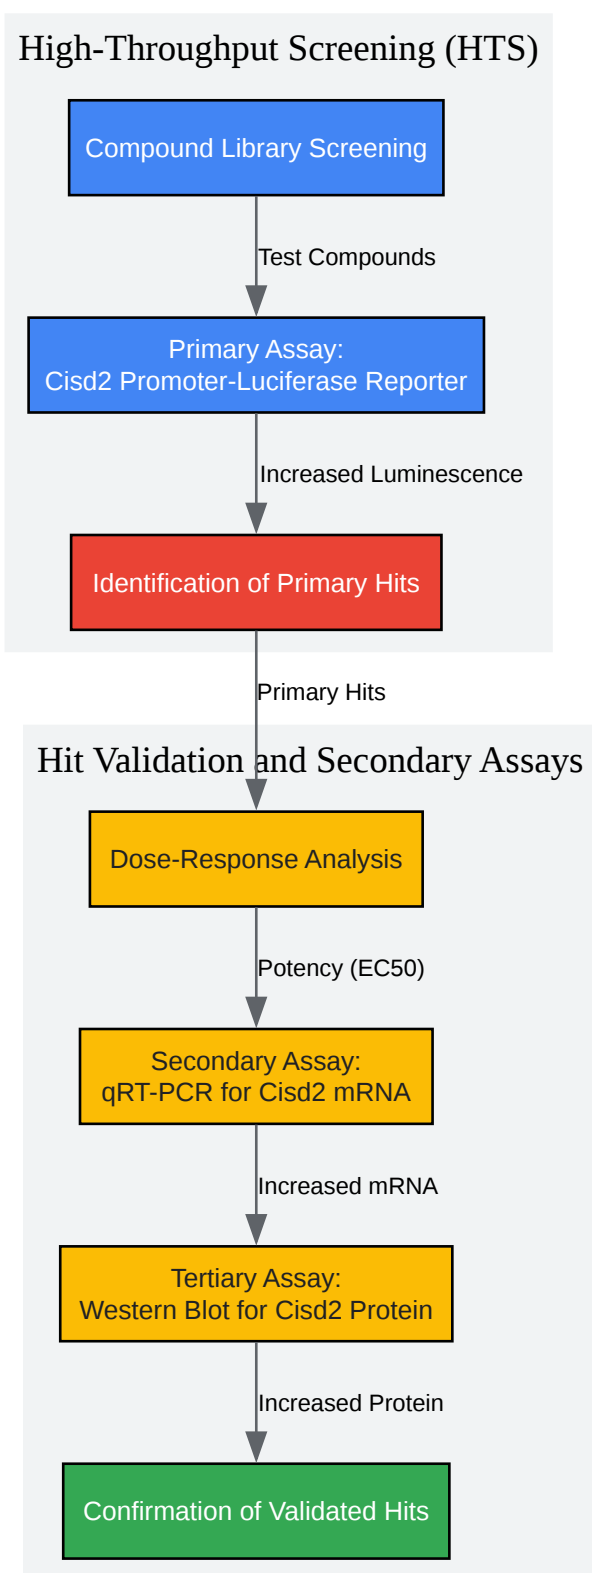 High-Throughput Screening (HTS)
Compound Library Screening
Test Compounds
Primary Assay:
Cisd2 Promoter-Luciferase Reporter
Increased Luminescence
Identification of Primary Hits
Primary Hits
Hit Validation and Secondary Assays
Dose-Response Analysis
Potency (EC50)
Secondary Assay:
qRT-PCR for Cisd2 mRNA
Increased mRNA
Tertiary Assay:
Western Blot for Cisd2 Protein
Increased Protein
Confirmation of Validated Hits